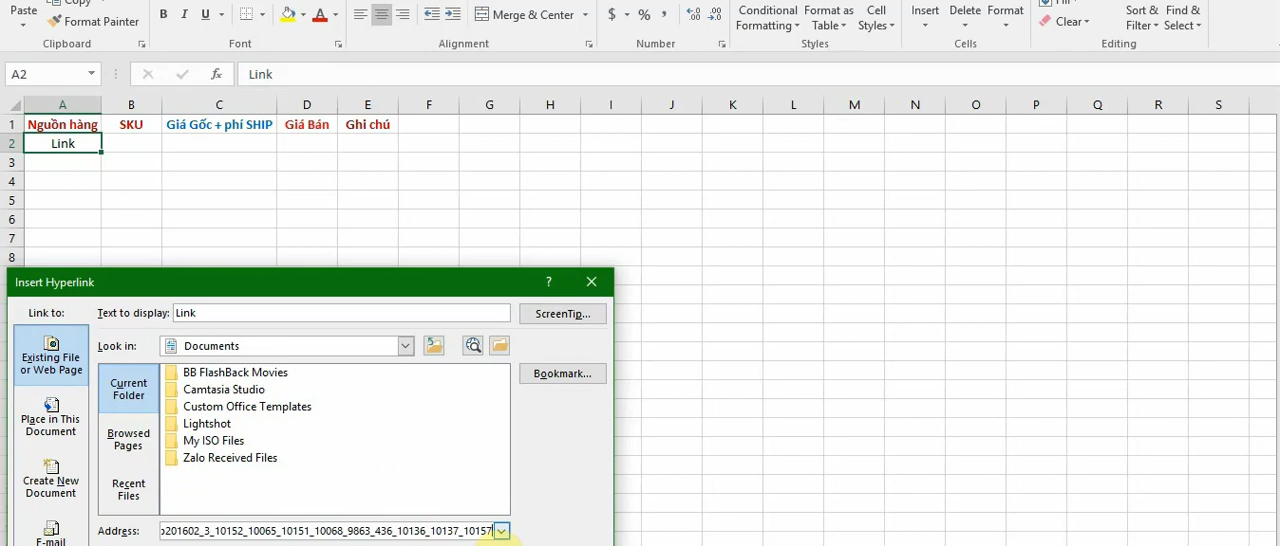 Copy
Paste
Format Painter
B I U A
Merge & Center
$ % ,
Conditional Formatting
Format as Table
Cell Styles
Insert
Delete
Format
Clear
Sort & Filter
Find & Select
Clipboard
Font
Alignment
Number
Styles
Cells
Editing
A2
fx
Link
A B C D E F G H I J K L M N O P Q R S
1 Nguồn hàng SKU Giá Gốc + phí SHIP Giá Bán Ghi chú
2 Link
3
4
5
6
7
8
Insert Hyperlink ?
Link to:
Text to display: Link
ScreenTip...
Existing File or Web Page
Look in: Documents
Current Folder
BB FlashBack Movies
Bookmark...
Camtasia Studio
Custom Office Templates
Lightshot
My ISO Files
Zalo Received Files
Place in This Document
Browsed Pages
Create New Document
Recent Files
E-mail
Address: 201602_3_10152_10065_10151_10068_9863_436_10136_10137_10157